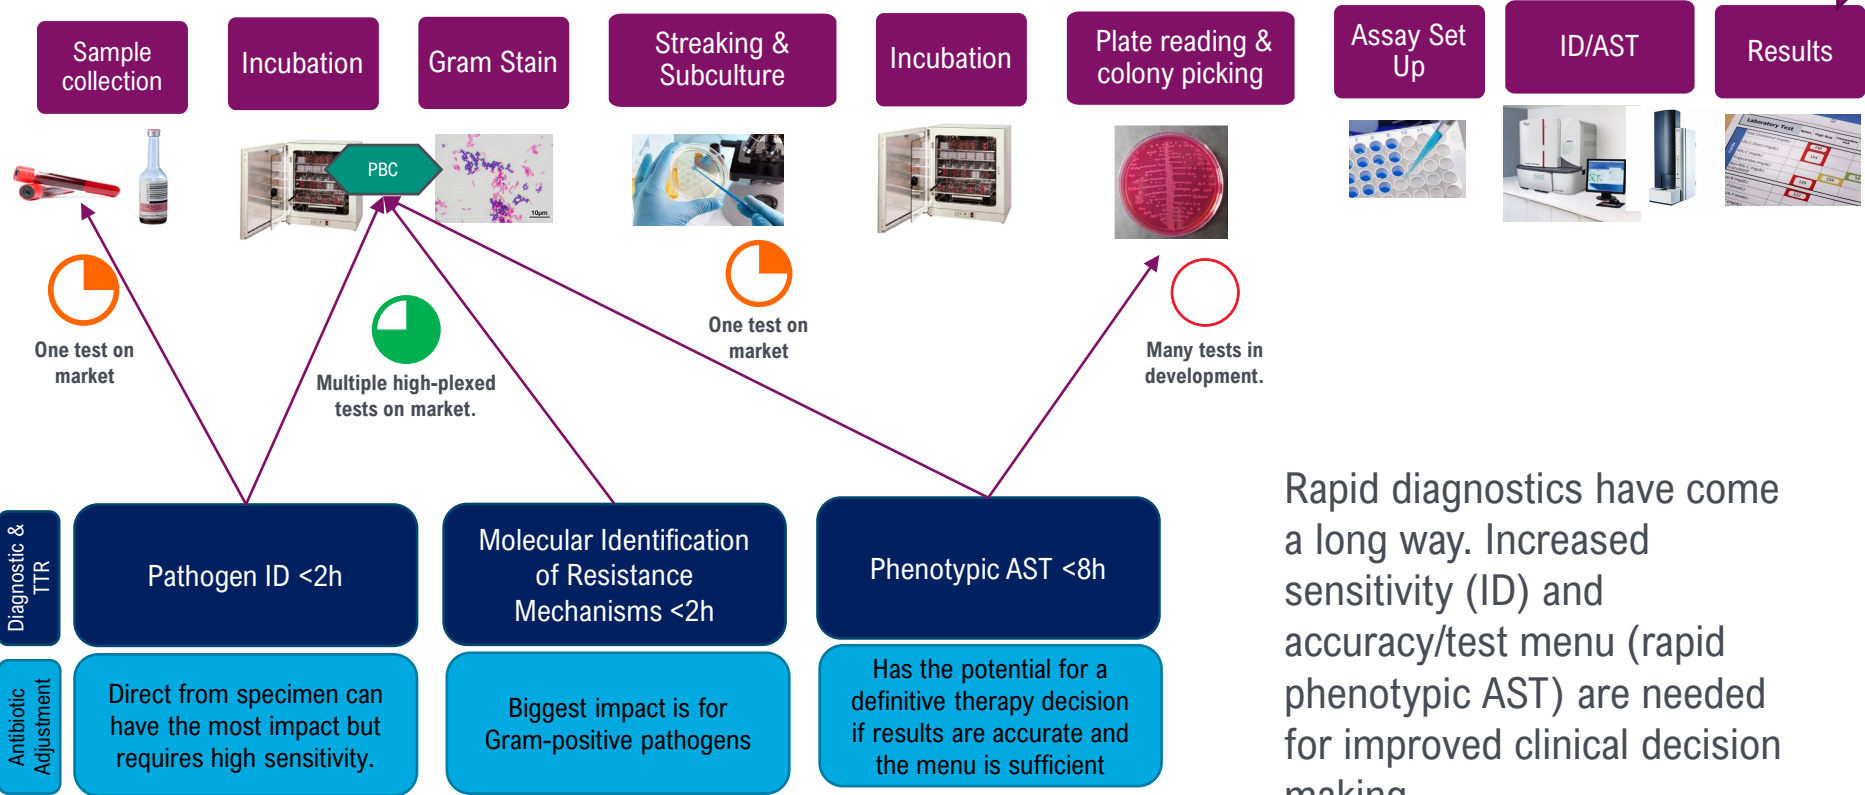 Sample
collection
Incubation
Gram Stain
Streaking &
Subculture
Incubation
Plate reading &
colony picking
Assay Set
Up
ID/AST
Results
PBC
10µm
Laboratory Test
One test on
market
Multiple high-plexed
tests on market.
One test on
market
Many tests in
development.
Diagnostic &
TTR
Pathogen ID <2h
Molecular Identification
of Resistance
Mechanisms <2h
Phenotypic AST <8h
Antibiotic
Adjustment
Direct from specimen can
have the most impact but
requires high sensitivity.
Biggest impact is for
Gram-positive pathogens
Has the potential for a
definitive therapy decision
if results are accurate and
the menu is sufficient
Rapid diagnostics have come
a long way. Increased
sensitivity (ID) and
accuracy/test menu (rapid
phenotypic AST) are needed
for improved clinical decision
making